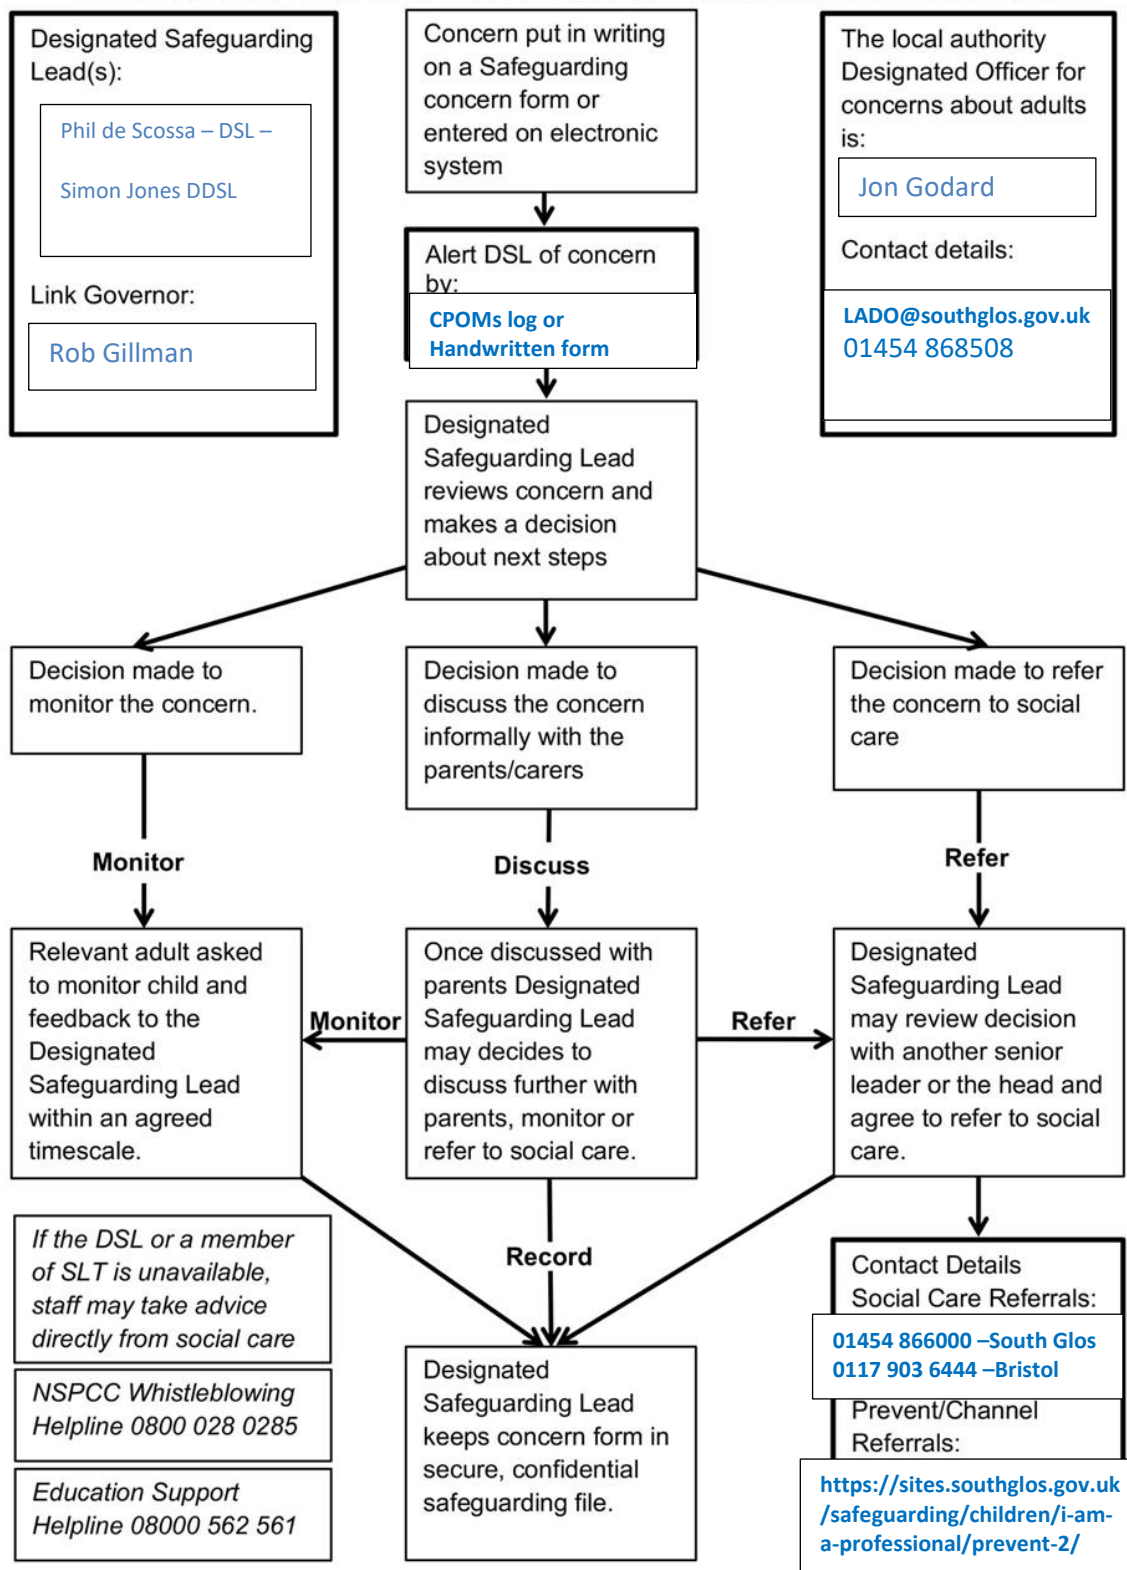 Designated Safeguarding
Lead(s):
Phil de Scossa – DSL –
Simon Jones DDSL
Link Governor:
Rob Gillman
Concern put in writing
on a Safeguarding
concern form or
entered on electronic
system
The local authority
Designated Officer for
concerns about adults
is:
Jon Godard
Contact details:
LADO@southglos.gov.uk
01454 868508
Alert DSL of concern
by:
CPOMs log or
Handwritten form
Designated
Safeguarding Lead
reviews concern and
makes a decision
about next steps
Decision made to
monitor the concern.
Decision made to
discuss the concern
informally with the
parents/carers
Decision made to refer
the concern to social
care
Monitor
Discuss
Refer
Relevant adult asked
to monitor child and
feedback to the
Designated
Safeguarding Lead
within an agreed
timescale.
Monitor
Once discussed with
parents Designated
Safeguarding Lead
may decides to
discuss further with
parents, monitor or
refer to social care.
Refer
Designated
Safeguarding Lead
may review decision
with another senior
leader or the head and
agree to refer to social
care.
If the DSL or a member
of SLT is unavailable,
staff may take advice
directly from social care
NSPCC Whistleblowing
Helpline 0800 028 0285
Education Support
Helpline 08000 562 561
Record
Designated
Safeguarding Lead
keeps concern form in
secure, confidential
safeguarding file.
Contact Details
Social Care Referrals:
01454 866000 –South Glos
0117 903 6444 –Bristol
Prevent/Channel
Referrals:
https://sites.southglos.gov.uk
/safeguarding/children/i-am-
a-professional/prevent-2/